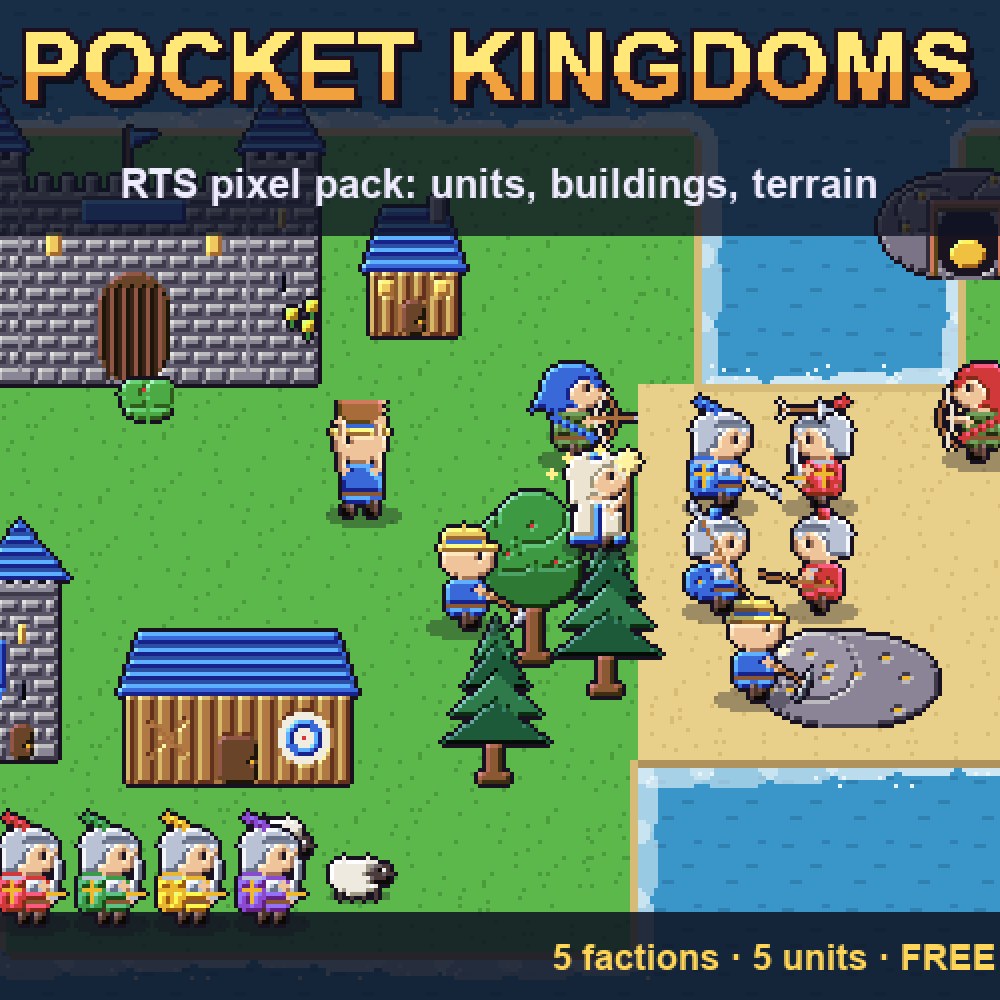 POCKET KINGDOMS
RTS pixel pack: units, buildings, terrain
5 factions · 5 units · FREE